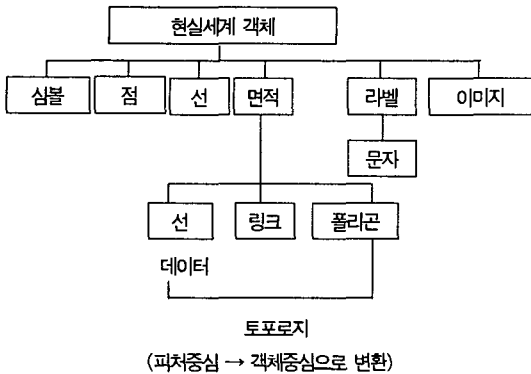 현실세계 객체
심볼 점 선 면적 라벨 이미지
문자
선 링크 폴리곤
데이터
토포로지
(피처중심 → 객체중심으로 변환)